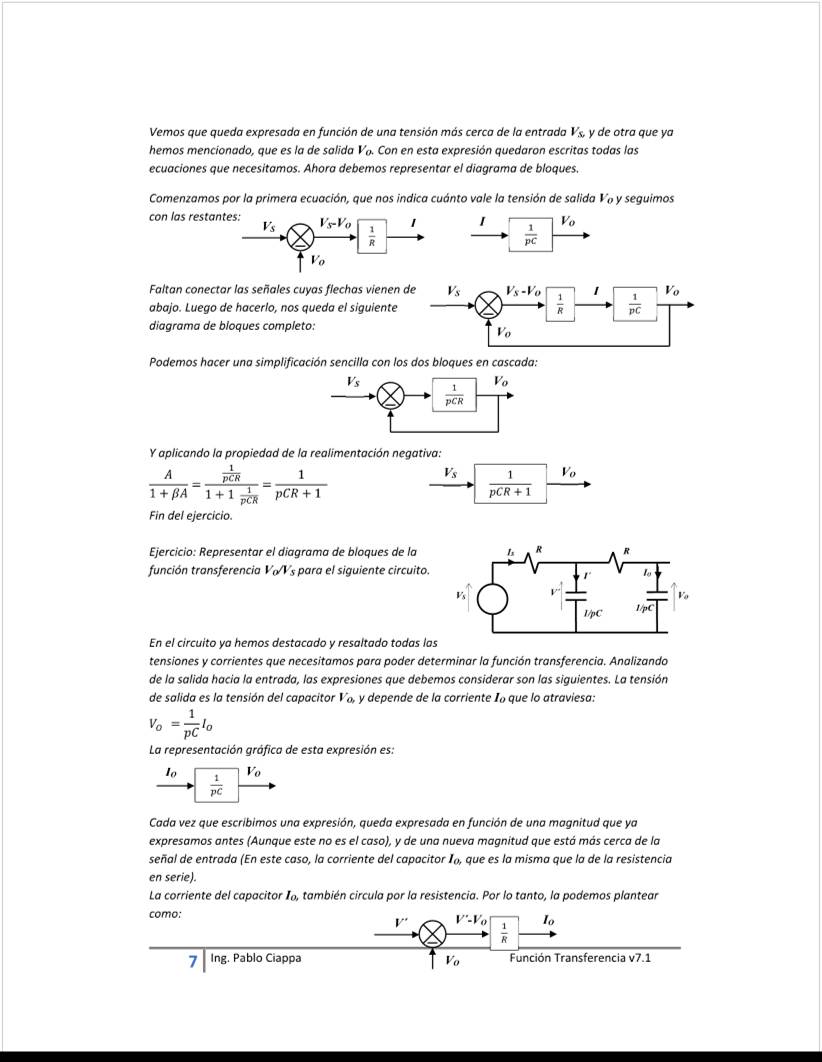 Vemos que queda expresada en función de una tensión más cerca de la entrada V_S, y de otra que ya
hemos mencionado, que es la de salida V_O. Con en esta expresión quedaron escritas todas las
ecuaciones que necesitamos. Ahora debemos representar el diagrama de bloques.
Comenzamos por la primera ecuación, que nos indica cuánto vale la tensión de salida V_O y seguimos
con las restantes:
V_S V_S-V_O 1/R I
V_O
I 1/pC V_O
Faltan conectar las señales cuyas flechas vienen de
abajo. Luego de hacerlo, nos queda el siguiente
diagrama de bloques completo:
V_S V_S-V_O 1/R I 1/pC V_O
V_O
Podemos hacer una simplificación sencilla con los dos bloques en cascada:
V_S 1/pCR V_O
Y aplicando la propiedad de la realimentación negativa:
A/(1 + βA) = (1/pCR)/(1 + 1 1/pCR) = 1/(pCR + 1)
V_S 1/(pCR + 1) V_O
Fin del ejercicio.
Ejercicio: Representar el diagrama de bloques de la
función transferencia V_O/V_S para el siguiente circuito.
I_s R R
I' I_o
V_s V' V_o
1/pC 1/pC
En el circuito ya hemos destacado y resaltado todas las
tensiones y corrientes que necesitamos para poder determinar la función transferencia. Analizando
de la salida hacia la entrada, las expresiones que debemos considerar son las siguientes. La tensión
de salida es la tensión del capacitor V_O, y depende de la corriente I_O que lo atraviesa:
V_O = 1/pC I_O
La representación gráfica de esta expresión es:
I_O 1/pC V_O
Cada vez que escribimos una expresión, queda expresada en función de una magnitud que ya
expresamos antes (Aunque este no es el caso), y de una nueva magnitud que está más cerca de la
señal de entrada (En este caso, la corriente del capacitor I_O, que es la misma que la de la resistencia
en serie).
La corriente del capacitor I_O, también circula por la resistencia. Por lo tanto, la podemos plantear
como:
V' V'-V_O 1/R I_O
V_O
7 Ing. Pablo Ciappa
Función Transferencia v7.1